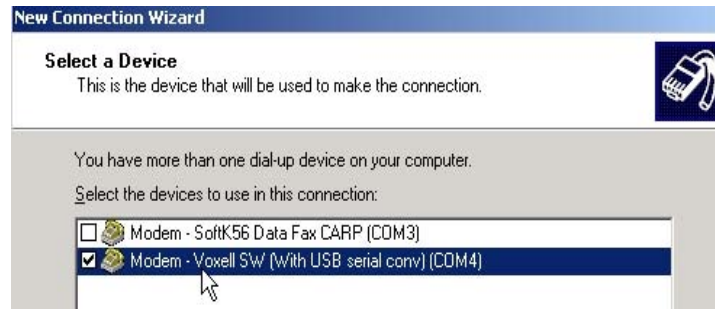 New Connection Wizard
Select a Device
This is the device that will be used to make the connection.
You have more than one dial-up device on your computer.
Select the devices to use in this connection:
Modem - SoftK56 Data Fax CARP (COM3)
Modem - Voxell SW (With USB serial conv) (COM4)